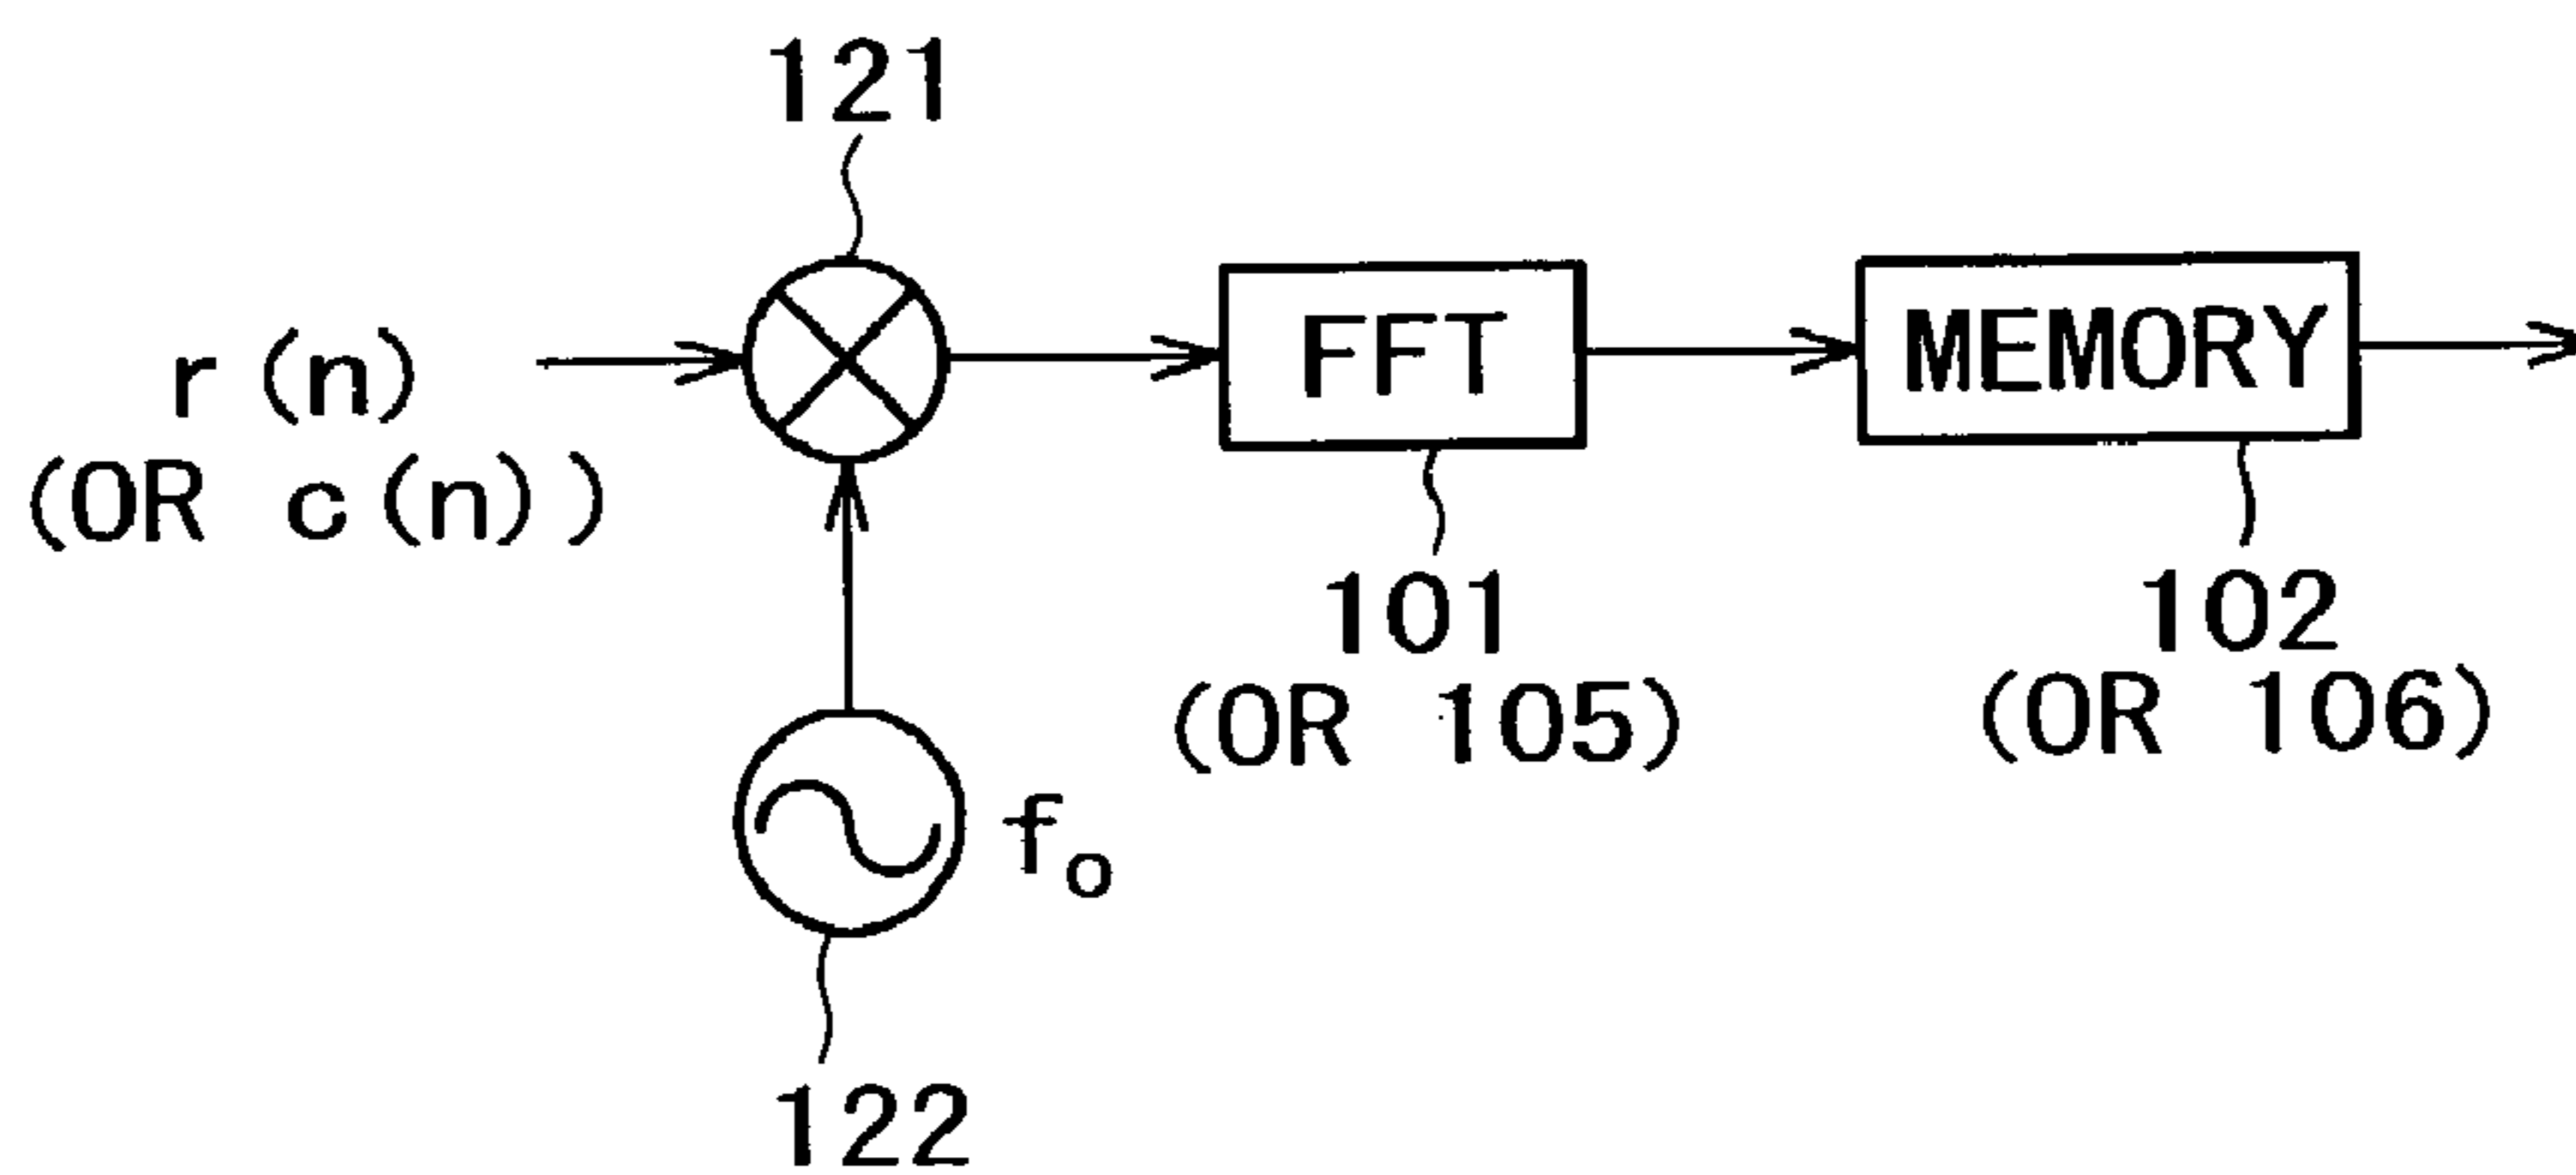 121
r(n)
(OR c(n))
FFT
MEMORY
101
(OR 105)
102
(OR 106)
fo
122